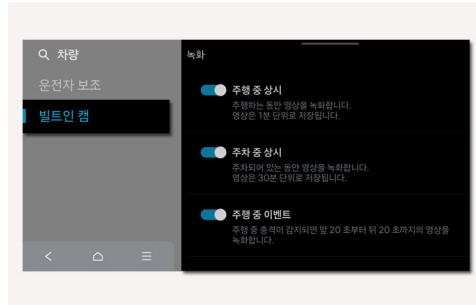 차량
운전자 보조
빌트인 캠
녹화
주행 중 상시
주행하는 동안 영상을 녹화합니다.
영상은 1분 단위로 저장됩니다.
주차 중 상시
주차되어 있는 동안 영상을 녹화합니다.
영상은 30분 단위로 저장됩니다.
주행 중 이벤트
주행 중 충격이 감지되면 앞 20 초부터 뒤 20 초까지의 영상을
녹화합니다.